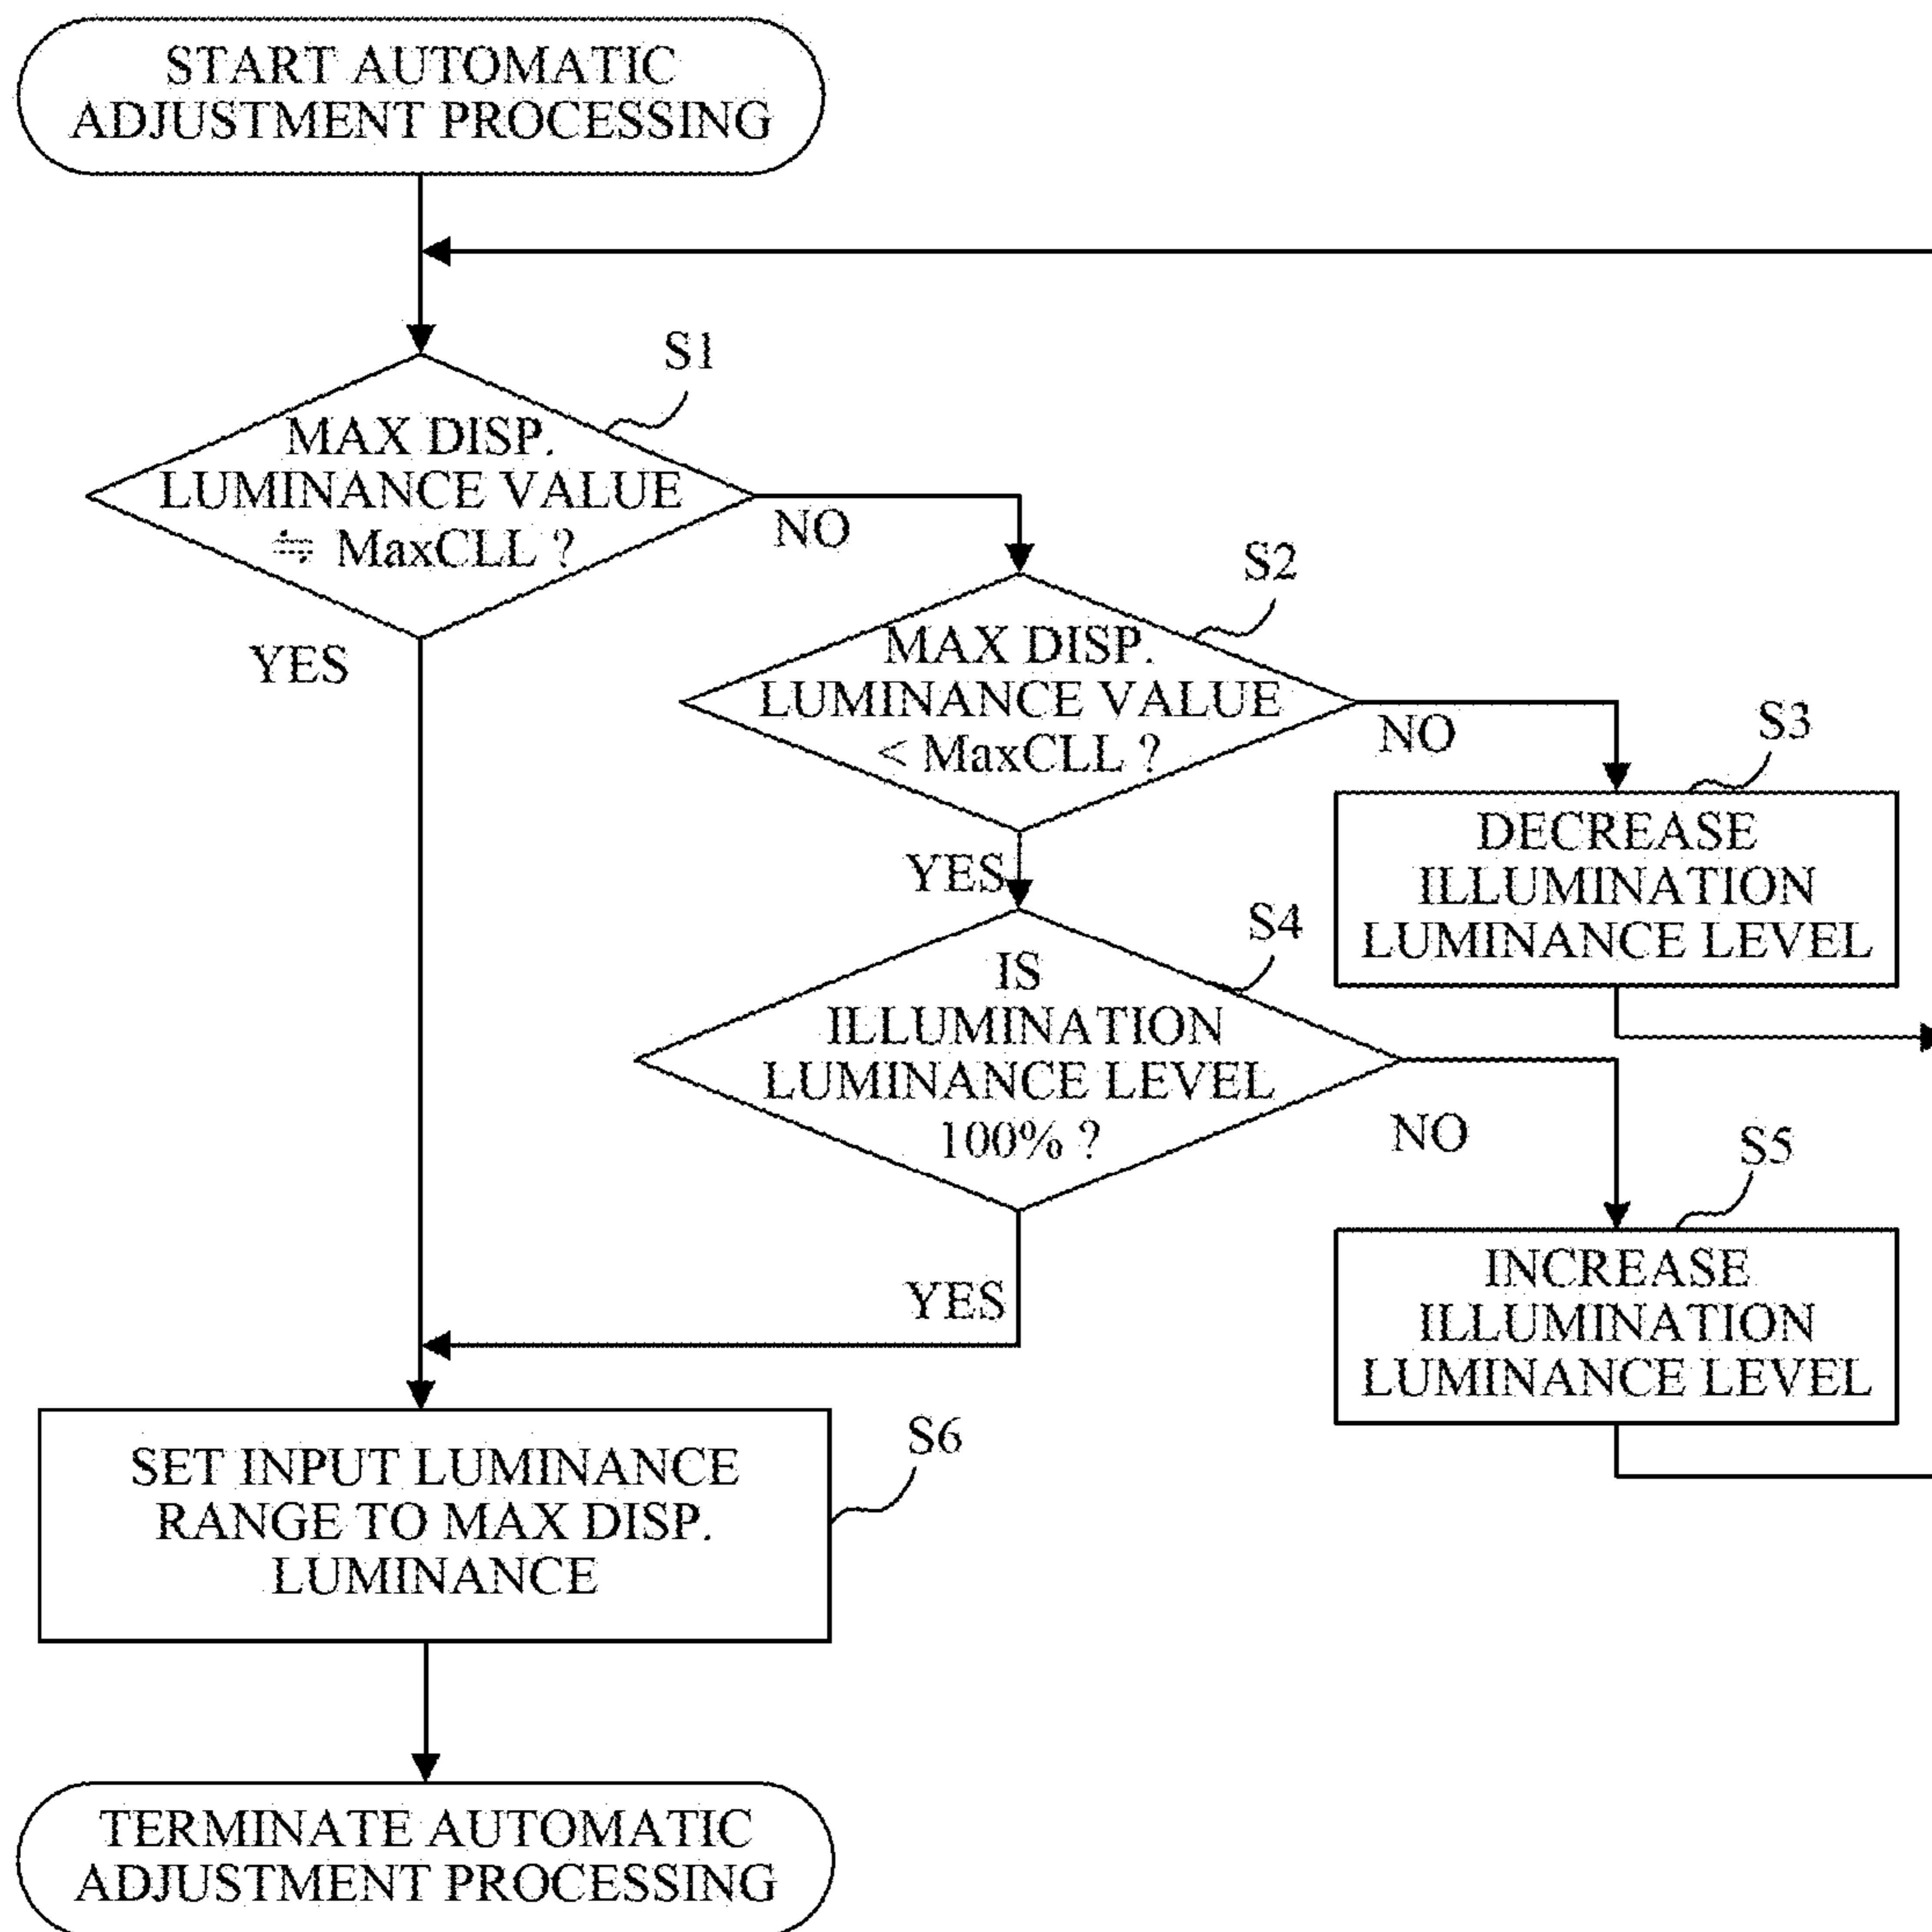 START AUTOMATIC
ADJUSTMENT PROCESSING
S1
MAX DISP.
LUMINANCE VALUE
≒ MaxCLL ?
NO
YES
S2
MAX DISP.
LUMINANCE VALUE
< MaxCLL ?
NO
YES
S3
DECREASE
ILLUMINATION
LUMINANCE LEVEL
S4
IS
ILLUMINATION
LUMINANCE LEVEL
100% ?
NO
YES
S5
INCREASE
ILLUMINATION
LUMINANCE LEVEL
S6
SET INPUT LUMINANCE
RANGE TO MAX DISP.
LUMINANCE
TERMINATE AUTOMATIC
ADJUSTMENT PROCESSING